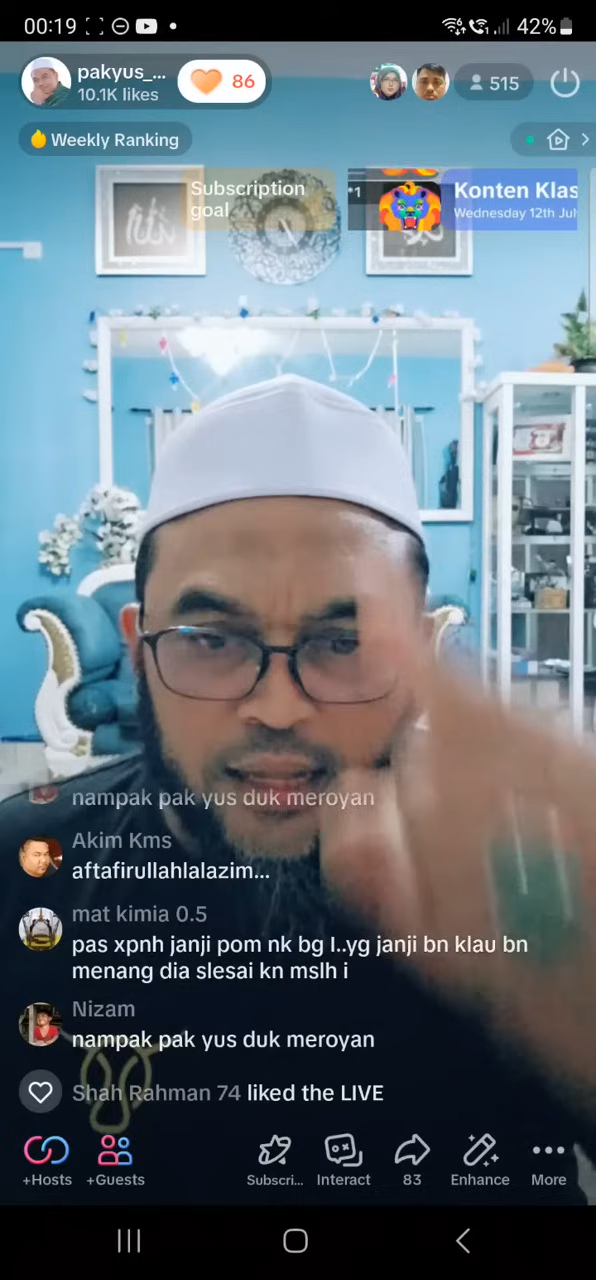 00:19
42%
pakyus_...
10.1K likes
86
515
Weekly Ranking
Subscription
goal
*1
Konten Klas
Wednesday 12th Jul
nampak pak yus duk meroyan
Akim Kms
aftafirullahlalazim...
mat kimia 0.5
pas xpnh janji pom nk bg I..yg janji bn klau bn
menang dia slesai kn mslh i
Nizam
nampak pak yus duk meroyan
Shah Rahman 74 liked the LIVE
+Hosts
+Guests
Subscri...
Interact
83
Enhance
More